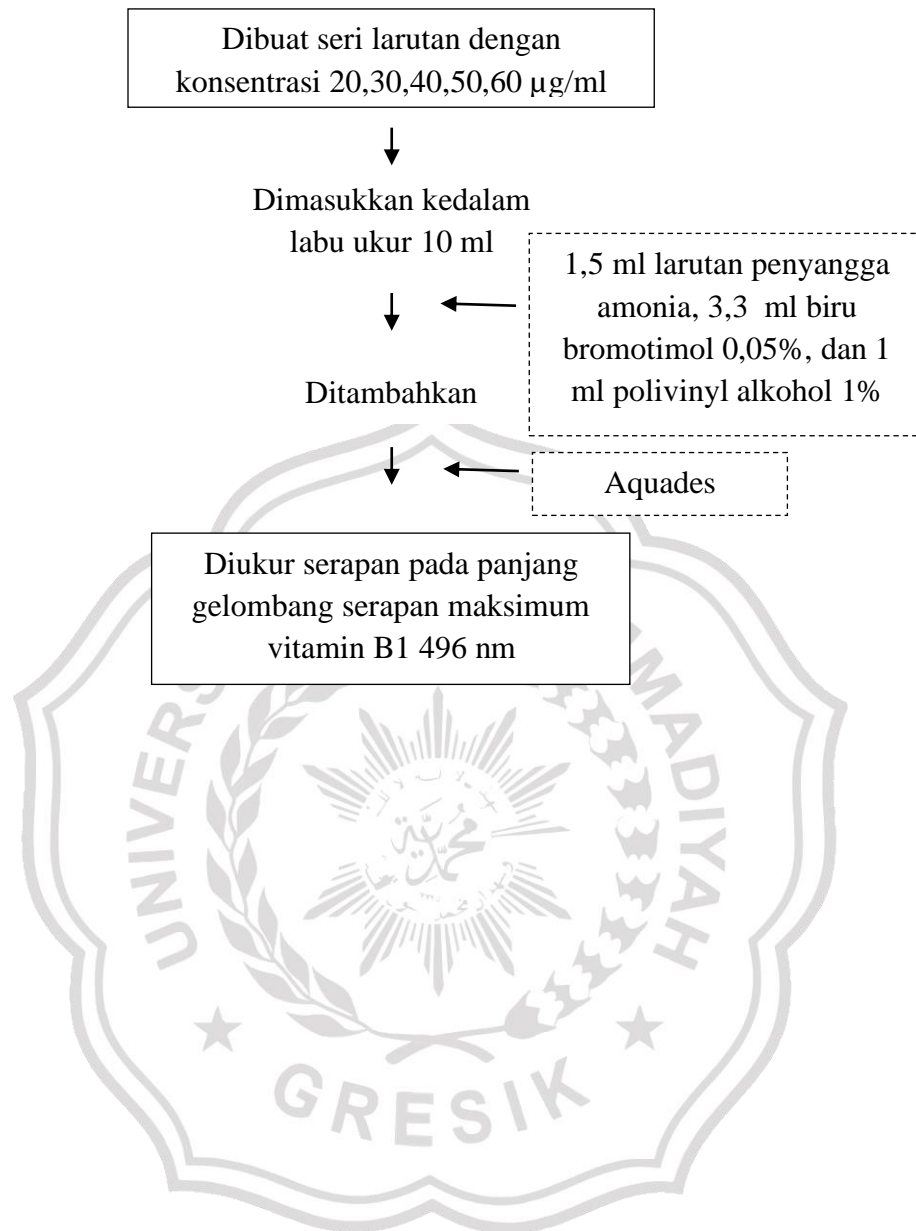 Dibuat seri larutan dengan
konsentrasi 20,30,40,50,60 µg/ml
Dimasukkan kedalam
labu ukur 10 ml
1,5 ml larutan penyangga
amonia, 3,3 ml biru
bromotimol 0,05%, dan 1
ml polivinyl alkohol 1%
Ditambahkan
Aquades
Diukur serapan pada panjang
gelombang serapan maksimum
vitamin B1 496 nm
GRESIK